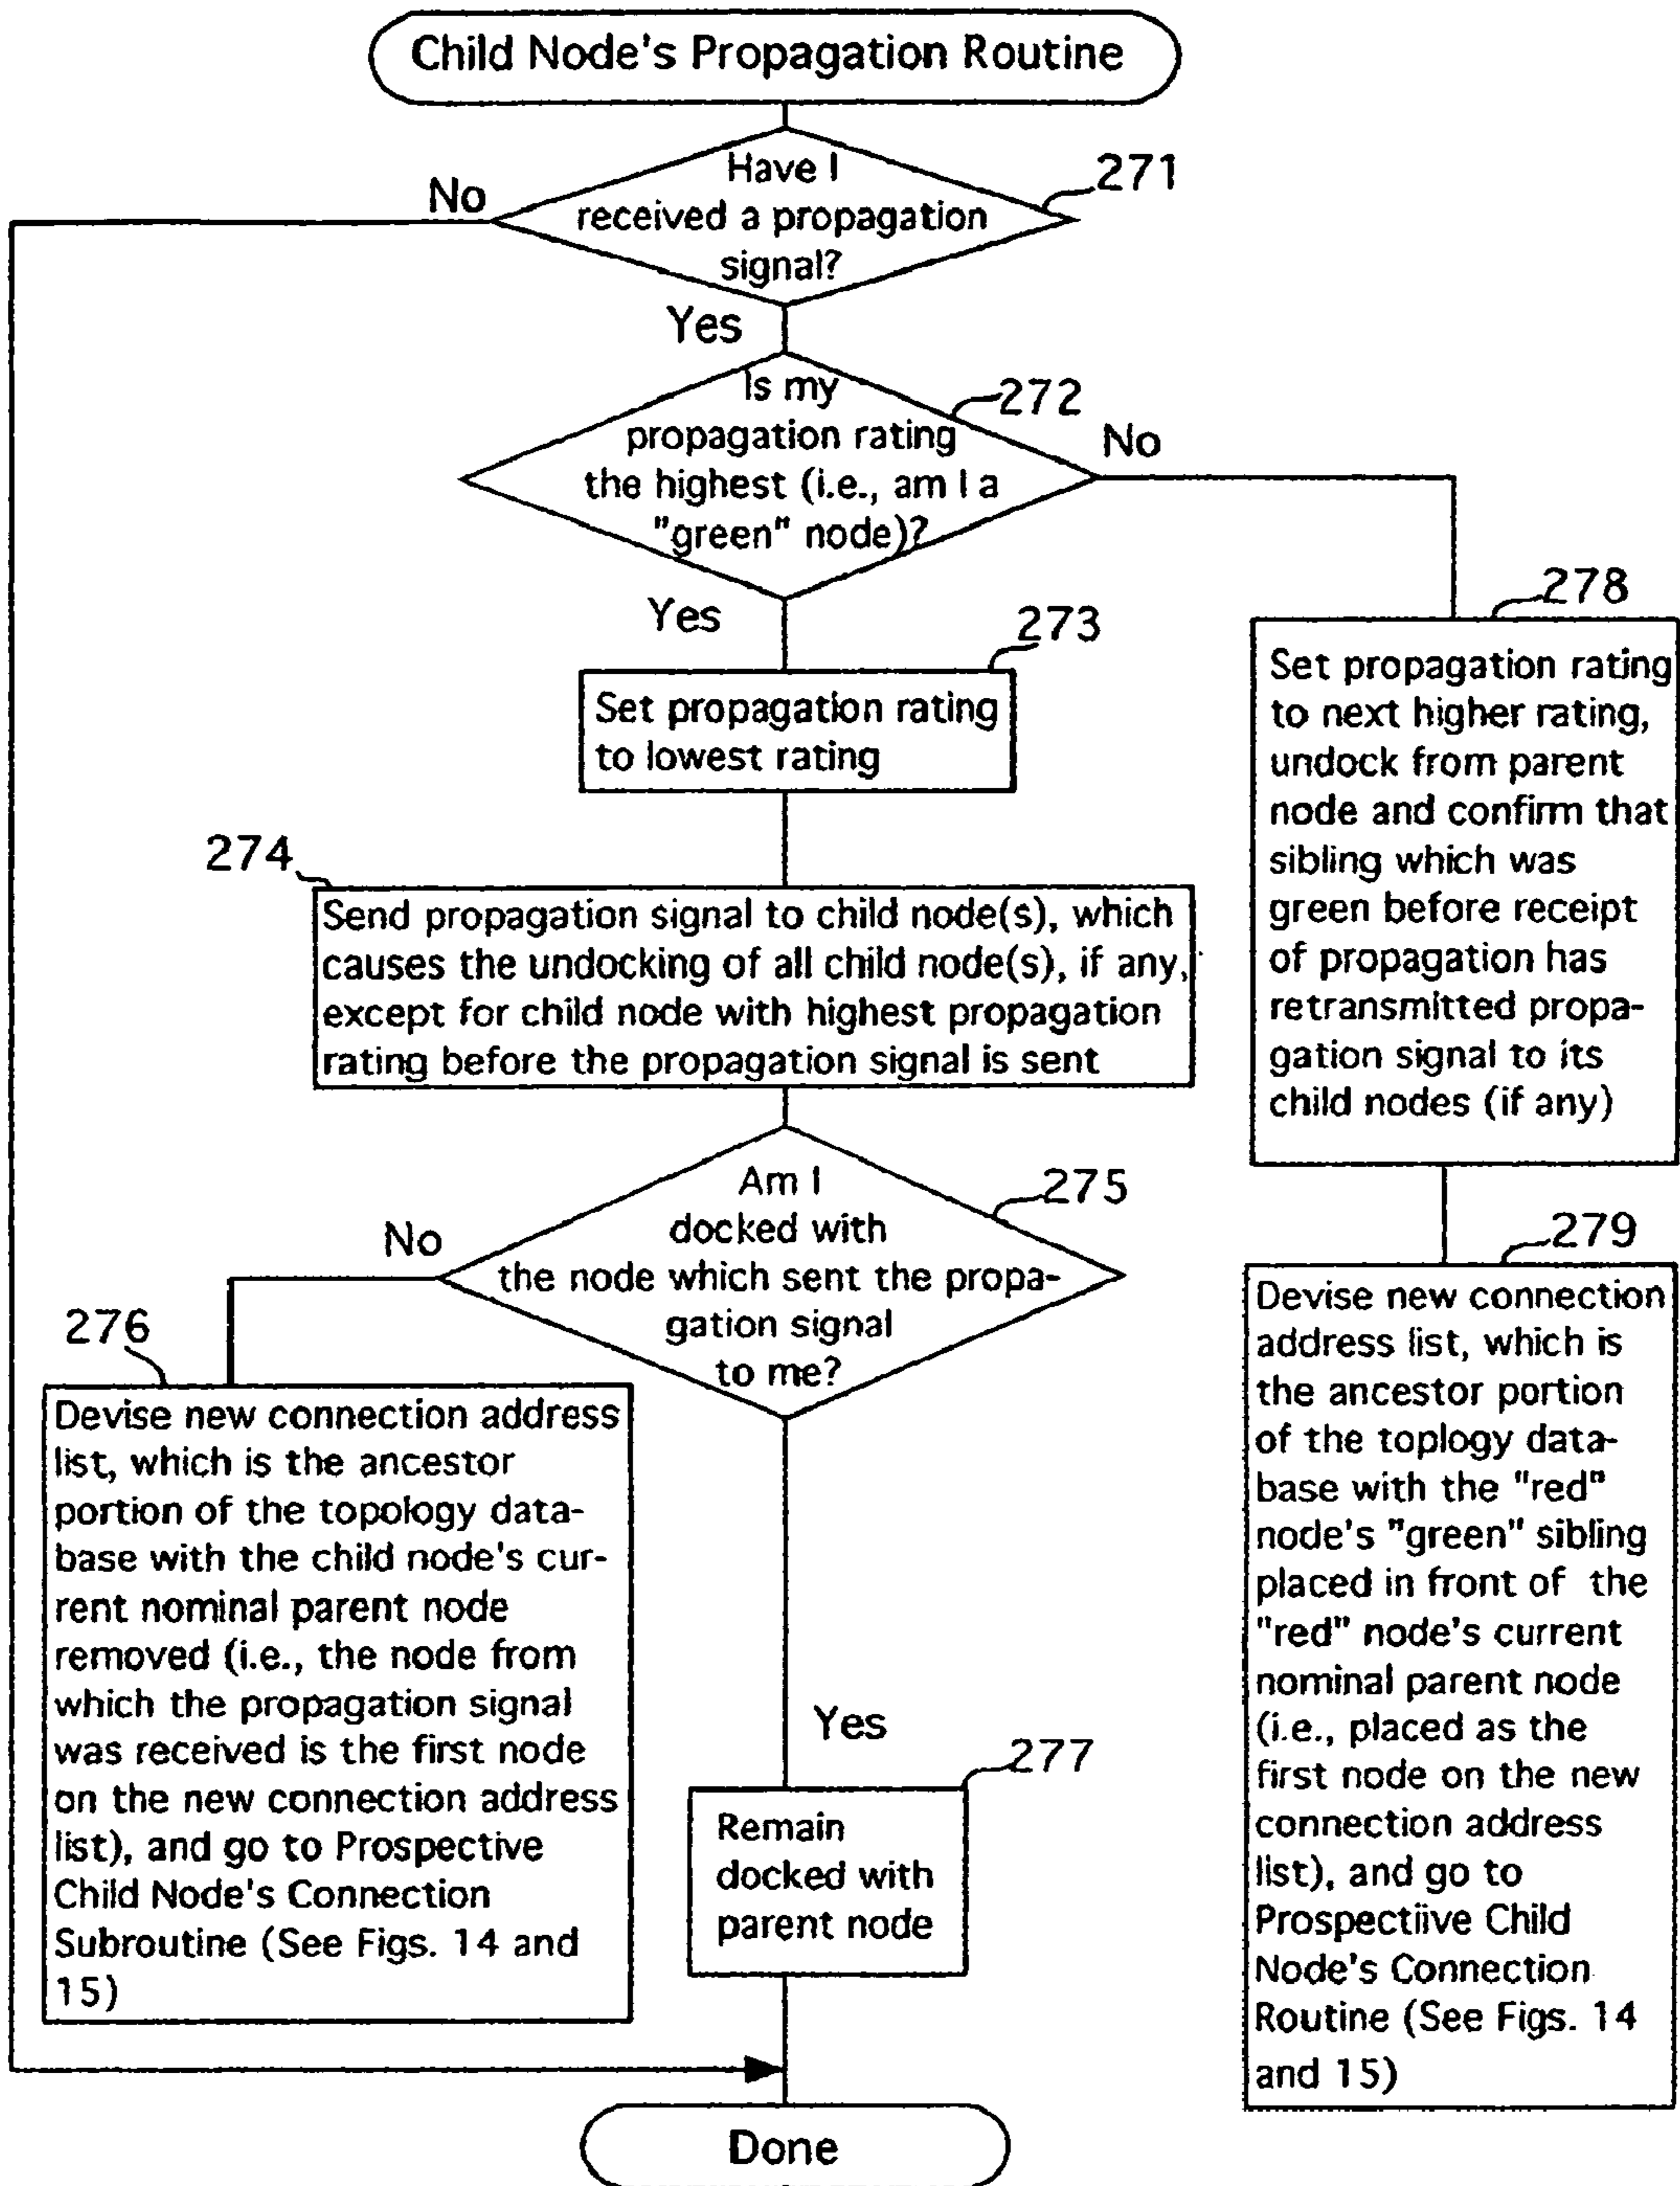 Child Node's Propagation Routine
Have I
received a propagation
signal?
271
No
Yes
Is my
propagation rating
the highest (i.e., am I a
"green" node)?
272
No
Yes
273
Set propagation rating
to lowest rating
278
Set propagation rating
to next higher rating,
undock from parent
node and confirm that
sibling which was
green before receipt
of propagation has
retransmitted propa-
gation signal to its
child nodes (if any)
274
Send propagation signal to child node(s), which
causes the undocking of all child node(s), if any,
except for child node with highest propagation
rating before the propagation signal is sent
Am I
docked with
the node which sent the propa-
gation signal
to me?
275
No
276
Devise new connection address
list, which is the ancestor
portion of the topology data-
base with the child node's cur-
rent nominal parent node
removed (i.e., the node from
which the propagation signal
was received is the first node
on the new connection address
list), and go to Prospective
Child Node's Connection
Subroutine (See Figs. 14 and
15)
Yes
277
Remain
docked with
parent node
279
Devise new connection
address list, which is
the ancestor portion
of the toplogy data-
base with the "red"
node's "green" sibling
placed in front of the
"red" node's current
nominal parent node
(i.e., placed as the
first node on the new
connection address
list), and go to
Prospectiive Child
Node's Connection
Routine (See Figs. 14
and 15)
Done